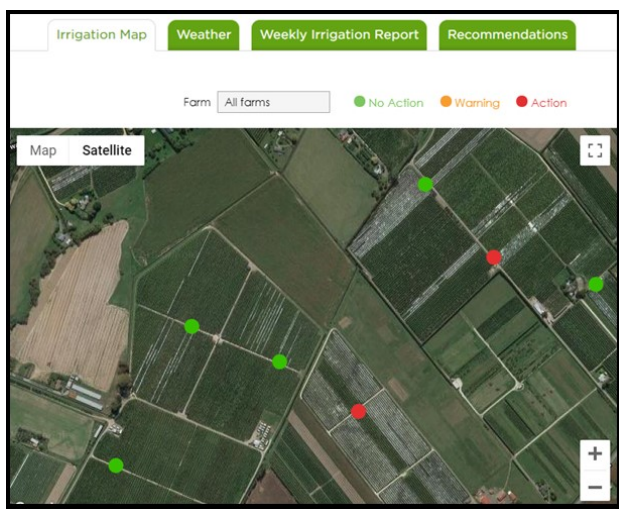 Irrigation Map Weather Weekly Irrigation Report Recommendations
Farm All farms No Action Warning Action
Map Satellite
+
−